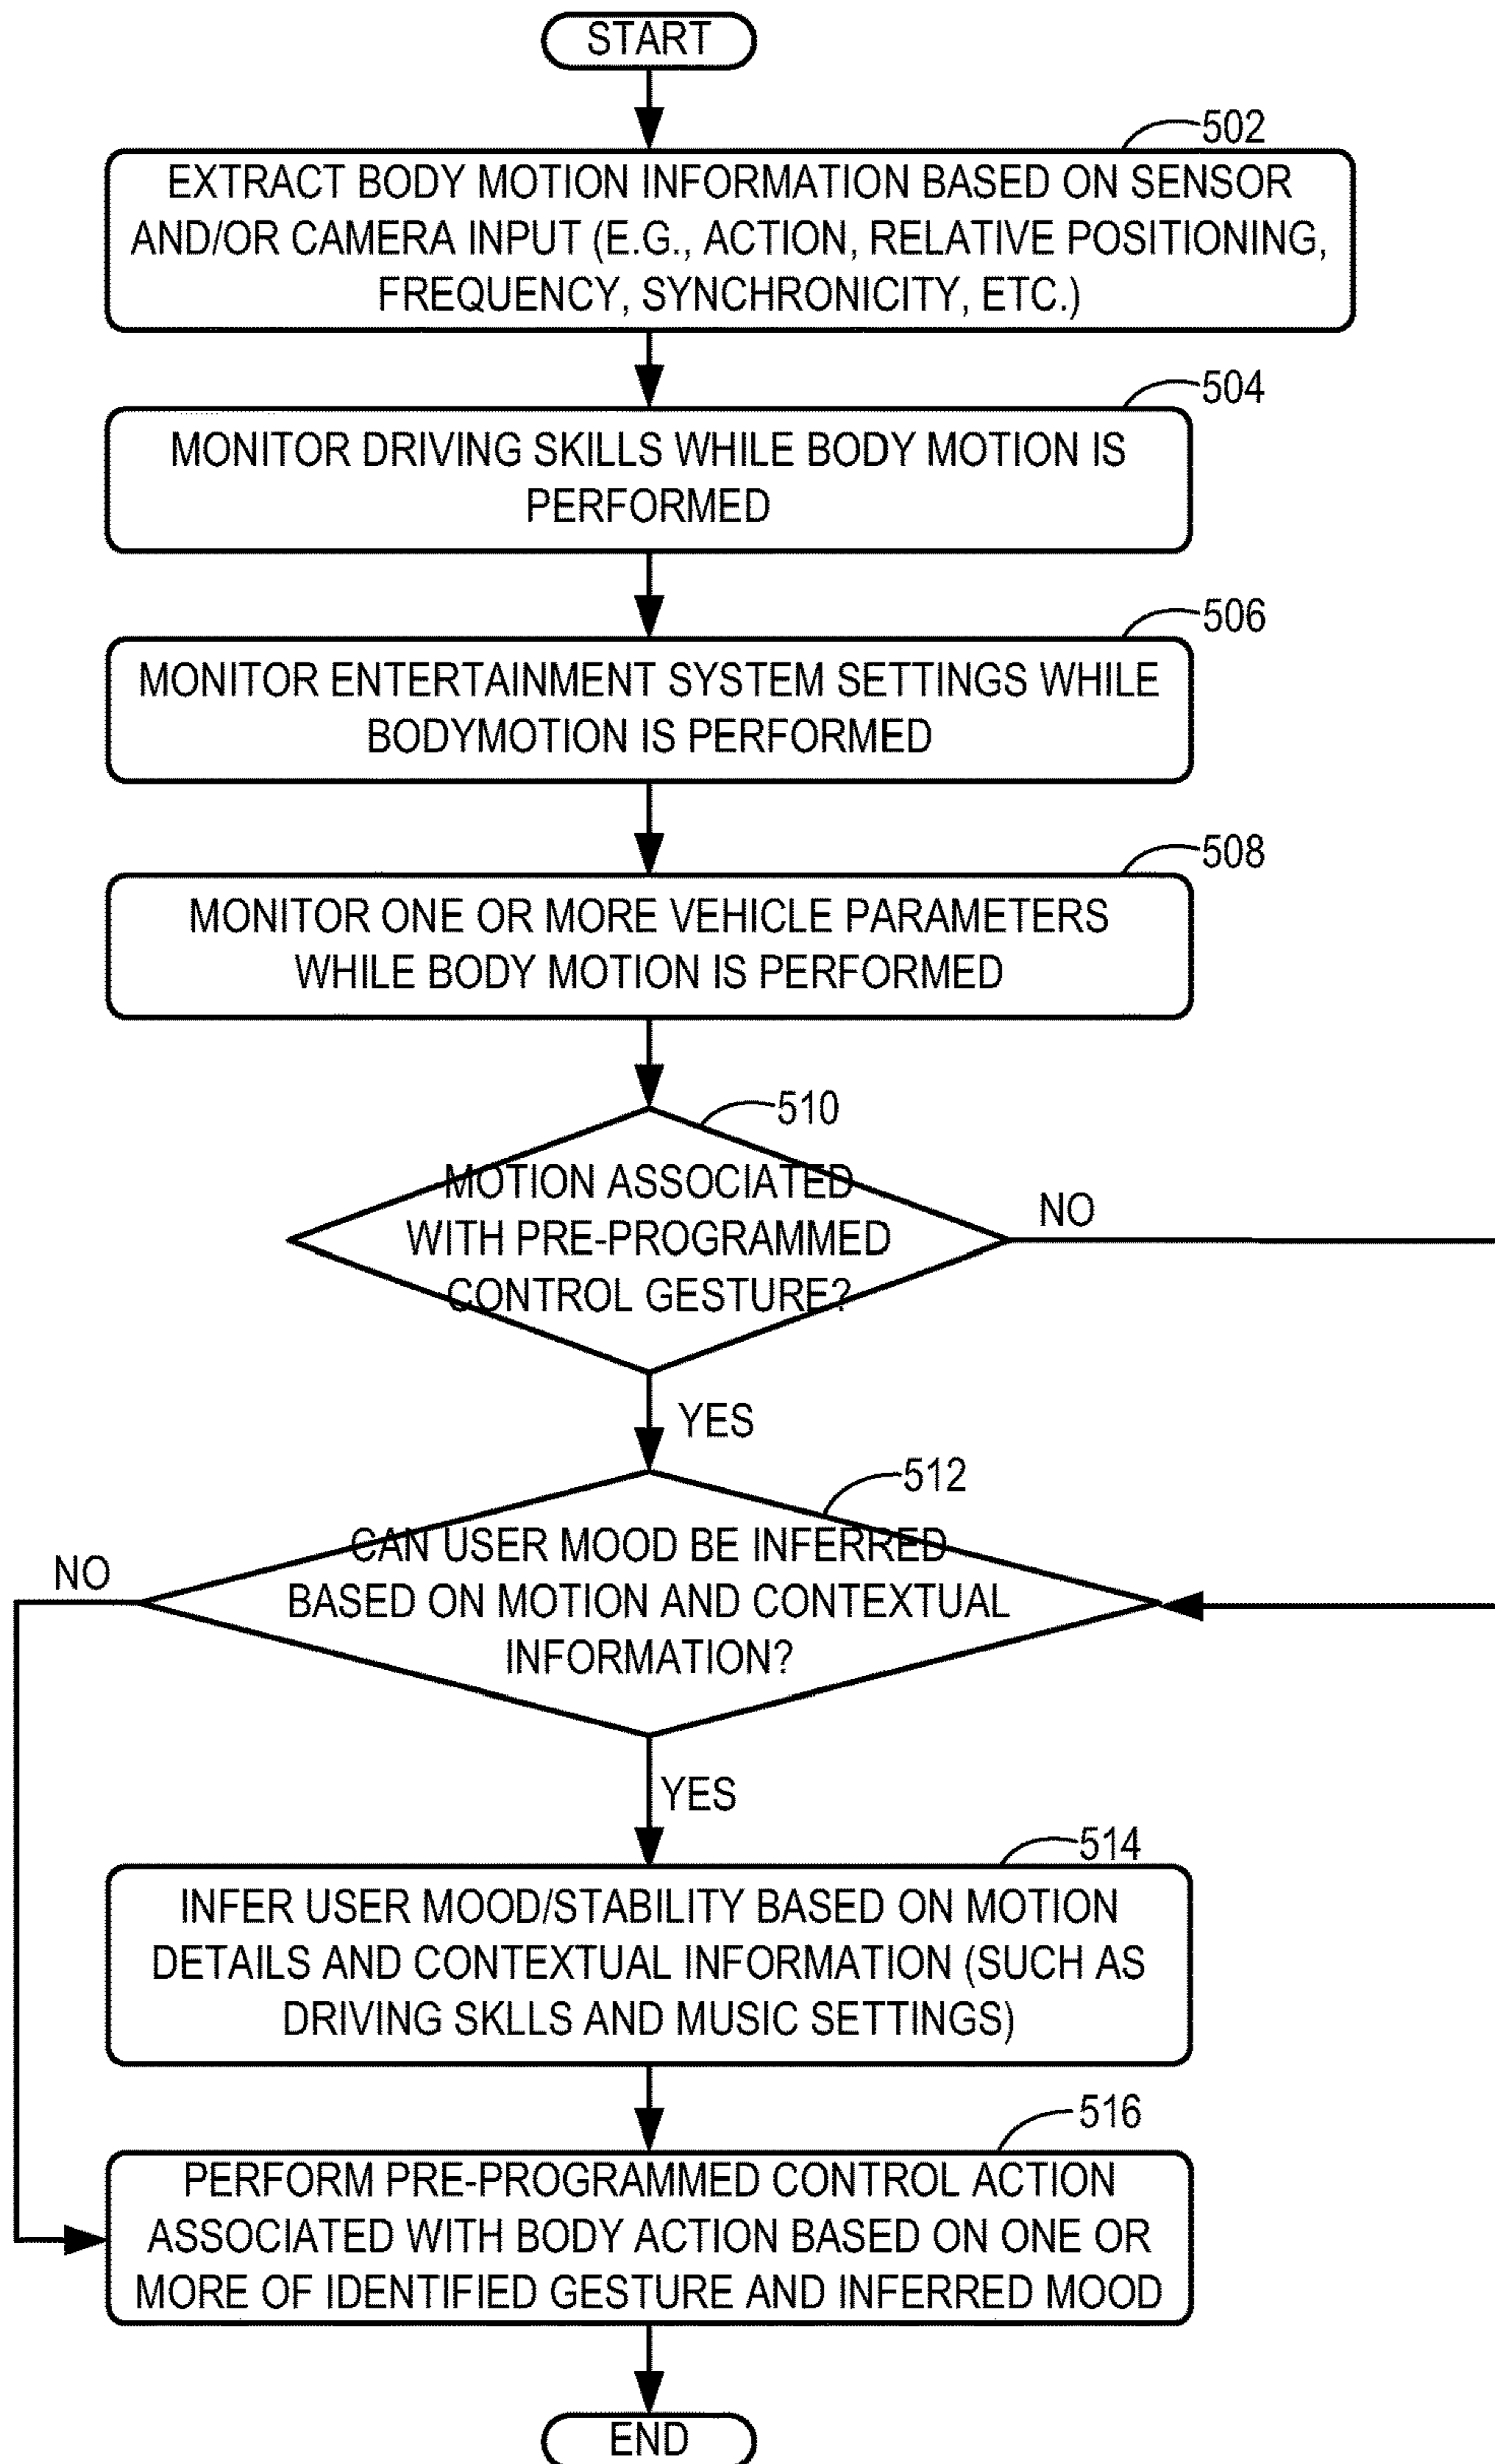 START
502
EXTRACT BODY MOTION INFORMATION BASED ON SENSOR
AND/OR CAMERA INPUT (E.G., ACTION, RELATIVE POSITIONING,
FREQUENCY, SYNCHRONICITY, ETC.)
504
MONITOR DRIVING SKILLS WHILE BODY MOTION IS
PERFORMED
506
MONITOR ENTERTAINMENT SYSTEM SETTINGS WHILE
BODYMOTION IS PERFORMED
508
MONITOR ONE OR MORE VEHICLE PARAMETERS
WHILE BODY MOTION IS PERFORMED
510
MOTION ASSOCIATED
WITH PRE-PROGRAMMED
CONTROL GESTURE?
NO
YES
512
CAN USER MOOD BE INFERRED
BASED ON MOTION AND CONTEXTUAL
INFORMATION?
NO
YES
514
INFER USER MOOD/STABILITY BASED ON MOTION
DETAILS AND CONTEXTUAL INFORMATION (SUCH AS
DRIVING SKLLS AND MUSIC SETTINGS)
516
PERFORM PRE-PROGRAMMED CONTROL ACTION
ASSOCIATED WITH BODY ACTION BASED ON ONE OR
MORE OF IDENTIFIED GESTURE AND INFERRED MOOD
END